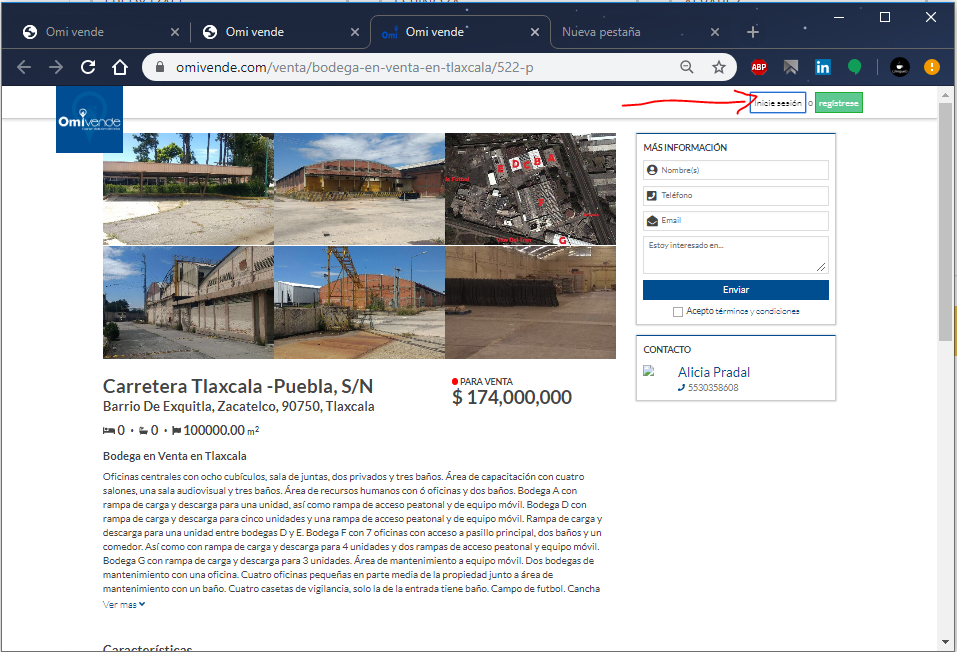 Omi vende
Omi vende
Omi vende
Nueva pestaña
omivende.com/venta/bodega-en-venta-en-tlaxcala/522-p
ABP
in
Omi vende
Inicie sesión o regístrese
B D C B A
F
G
MÁS INFORMACIÓN
Nombre(s)
Teléfono
Email
Estoy interesado en...
Enviar
Acepto términos y condiciones
CONTACTO
Alicia Pradal
5530358608
Carretera Tlaxcala -Puebla, S/N
Barrio De Exquitla, Zacatelco, 90750, Tlaxcala
PARA VENTA
$ 174,000,000
0 · 0 · 100000.00 m²
Bodega en Venta en Tlaxcala
Oficinas centrales con ocho cubículos, sala de juntas, dos privados y tres baños. Área de capacitación con cuatro
salones, una sala audiovisual y tres baños. Área de recursos humanos con 6 oficinas y dos baños. Bodega A con
rampa de carga y descarga para una unidad, así como rampa de acceso peatonal y de equipo móvil. Bodega D con
rampa de carga y descarga para cinco unidades y una rampa de acceso peatonal y de equipo móvil. Rampa de carga y
descarga para una unidad entre bodegas D y E. Bodega F con 7 oficinas con acceso a pasillo principal, dos baños y un
comedor. Así como con rampa de carga y descarga para 4 unidades y dos rampas de acceso peatonal y equipo móvil.
Bodega G con rampa de carga y descarga para 3 unidades. Área de mantenimiento a equipo móvil. Dos bodegas de
mantenimiento con una oficina. Cuatro oficinas pequeñas en parte media de la propiedad junto a área de
mantenimiento con un baño. Cuatro casetas de vigilancia, solo la de la entrada tiene baño. Campo de futbol. Cancha
Ver mas
Características